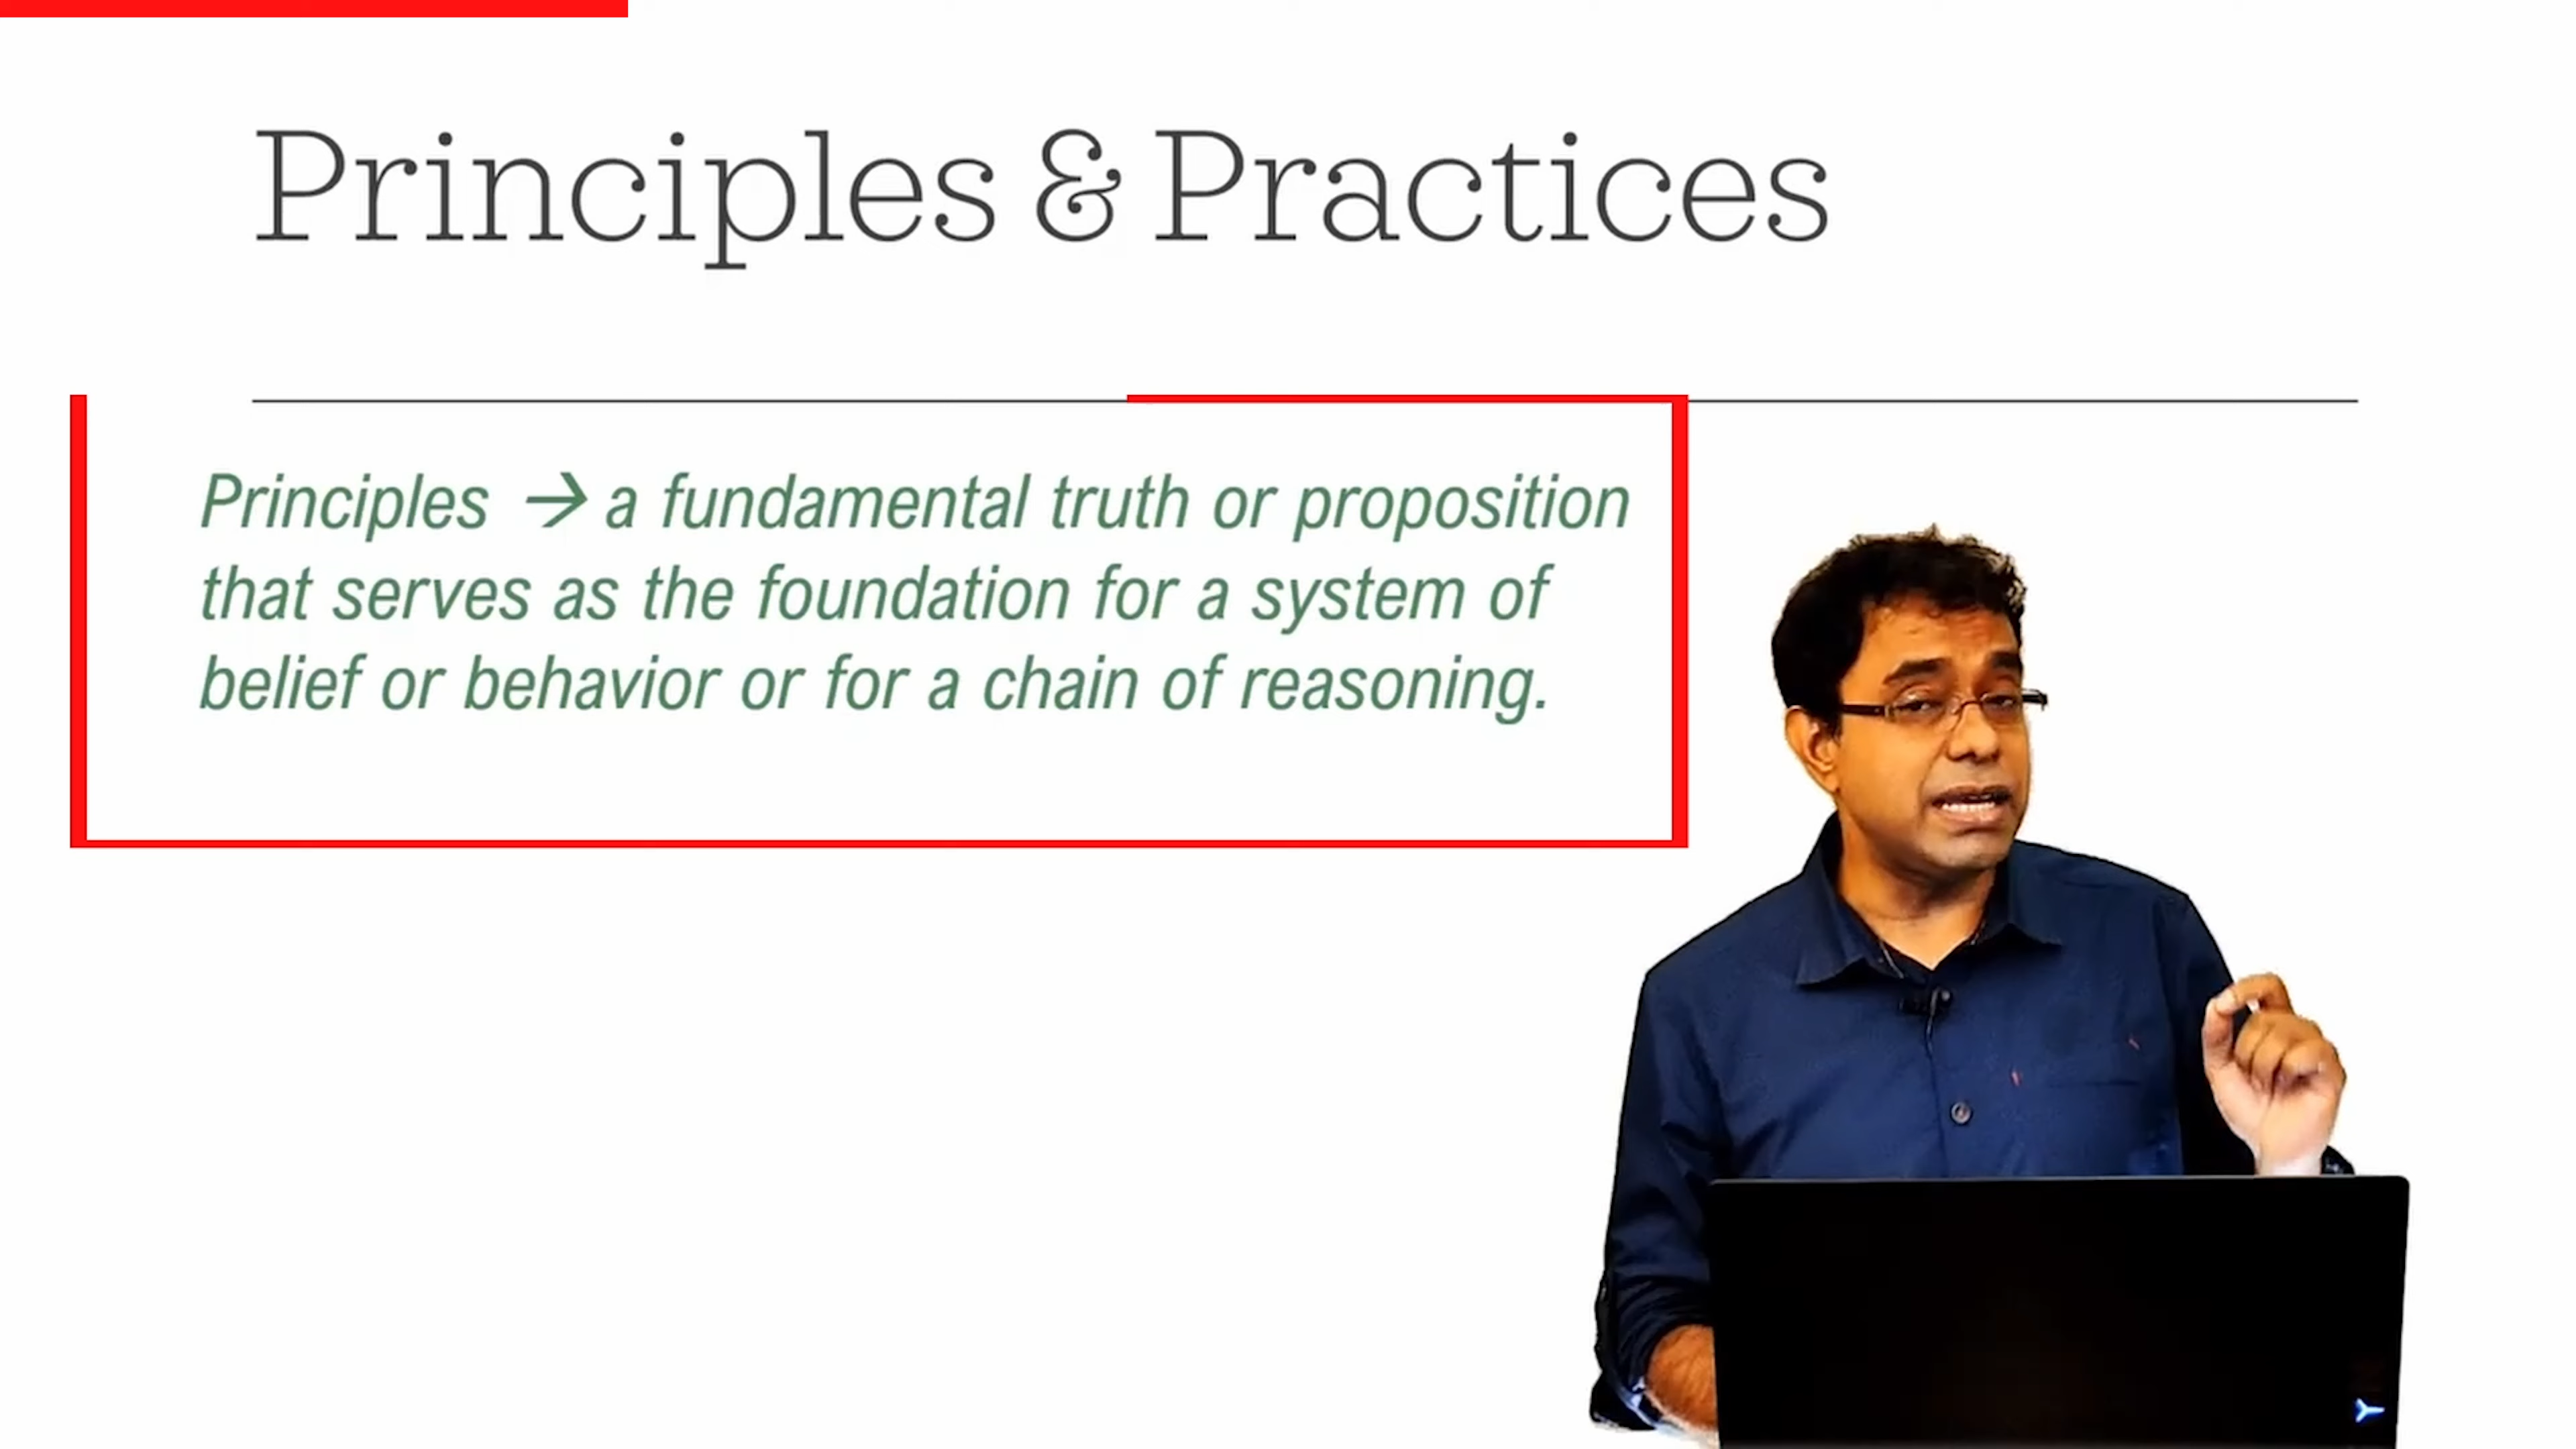 Principles & Practices
Principles → a fundamental truth or proposition
that serves as the foundation for a system of
belief or behavior or for a chain of reasoning.